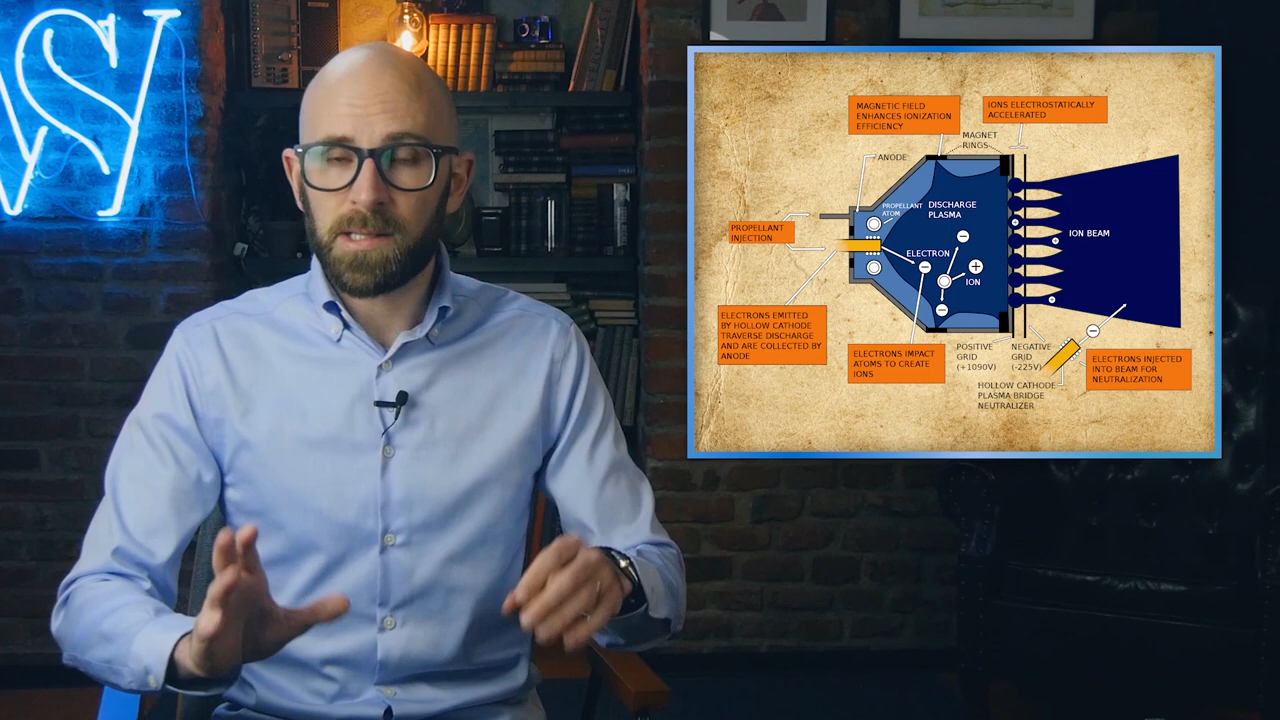 W
MAGNETIC FIELD
ENHANCES IONIZATION
EFFICIENCY
IONS ELECTROSTATICALLY
ACCELERATED
MAGNET
RINGS
ANODE
PROPELLANT
ATOM
DISCHARGE
PLASMA
PROPELLANT
INJECTION
ION BEAM
ELECTRON
ION
ELECTRONS EMITTED
BY HOLLOW CATHODE
TRAVERSE DISCHARGE
AND ARE COLLECTED BY
ANODE
ELECTRONS IMPACT
ATOMS TO CREATE
IONS
POSITIVE
GRID
(+1090V)
NEGATIVE
GRID
(-225V)
ELECTRONS INJECTED
INTO BEAM FOR
NEUTRALIZATION
HOLLOW CATHODE
PLASMA BRIDGE
NEUTRALIZER